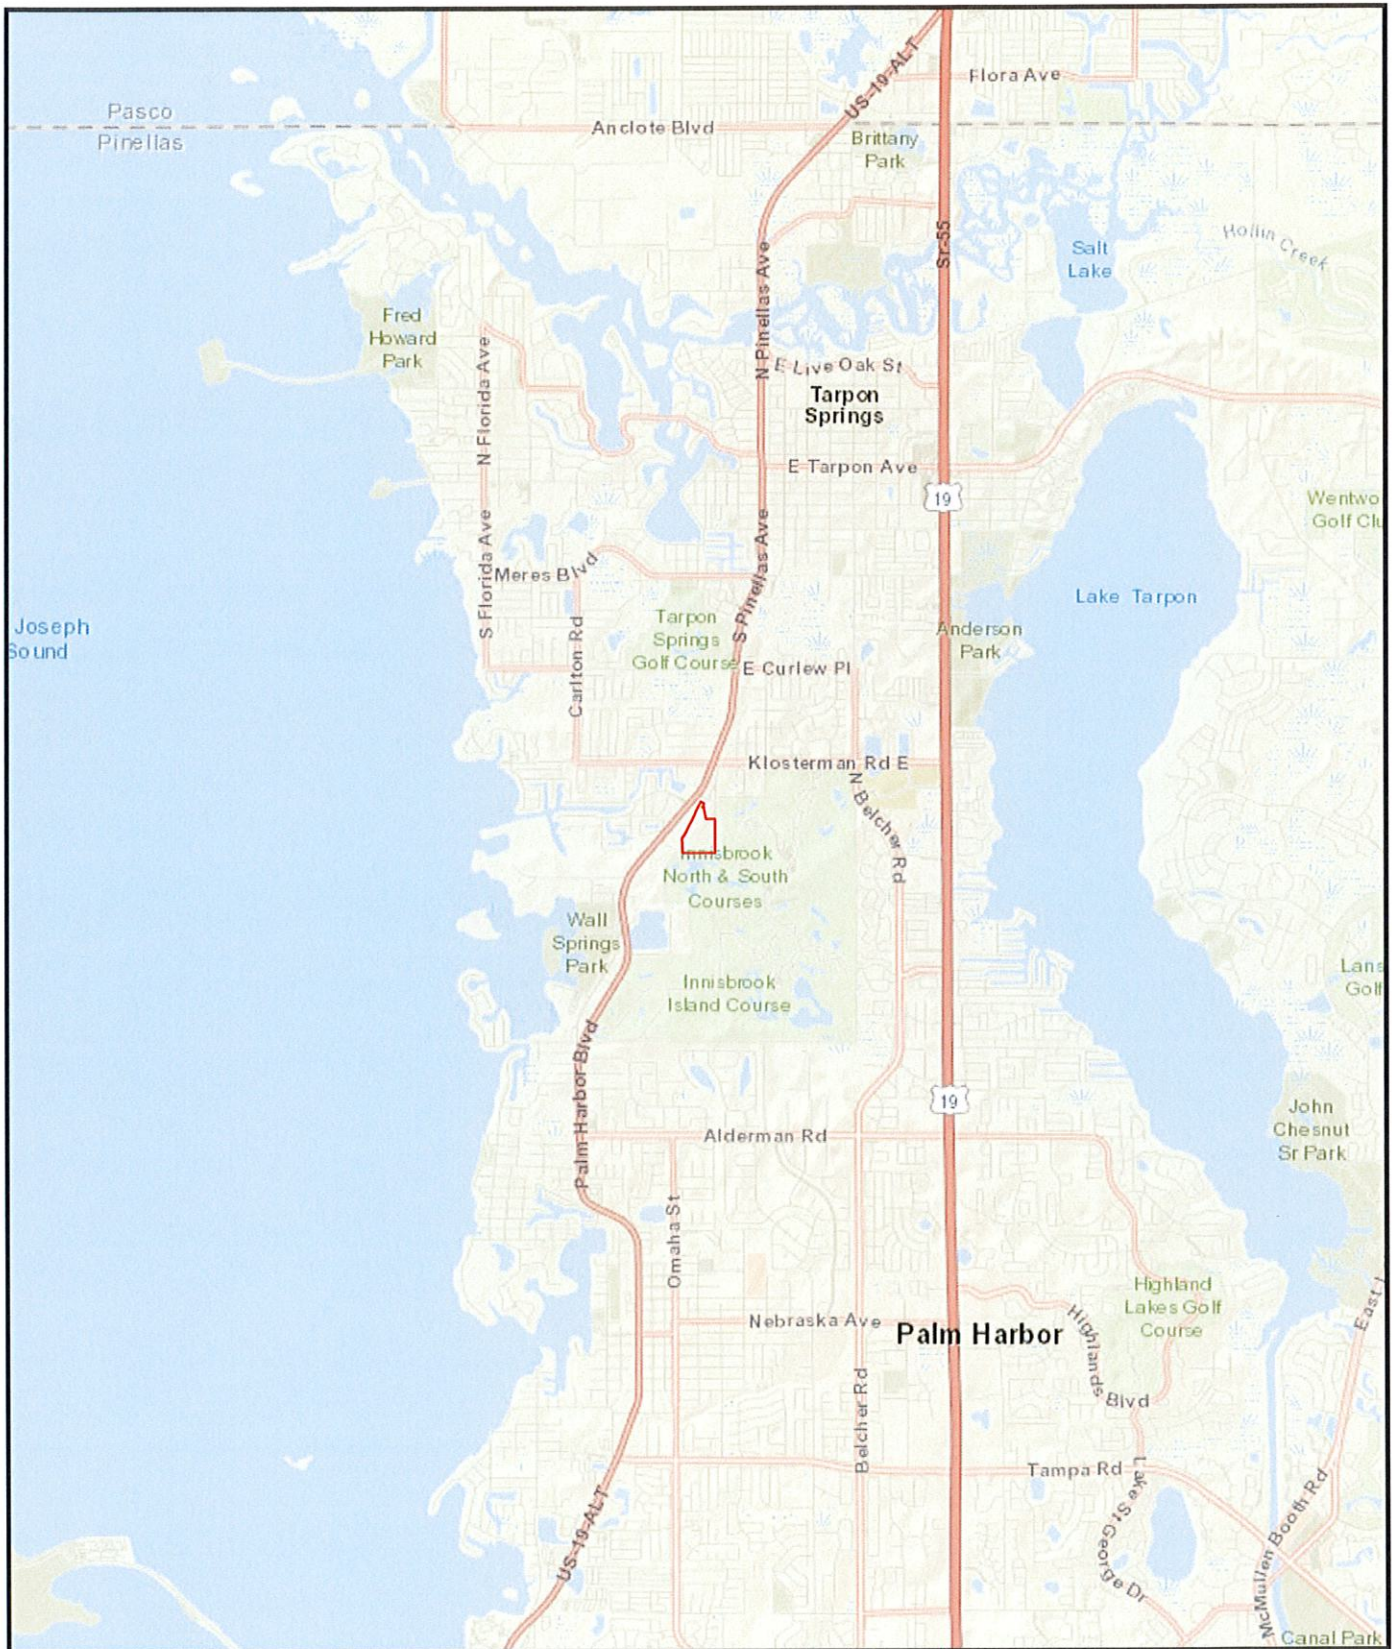 US-19-ALT
Flora Ave
Pasco
Pinellas
Anclote Blvd
Brittany
Park
Sr-55
Salt
Lake
Hollin Creek
N Pinellas Ave
Fred
Howard
Park
N Florida Ave
E Live Oak St
Tarpon
Springs
E Tarpon Ave
19
Wentwo
Golf Clu
S Florida Ave
S Pinellas Ave
Meres Blvd
Lake Tarpon
Joseph
Sound
Tarpon
Springs
Golf Course
Anderson
Park
Carlton Rd
E Curlew Pl
Klosterman Rd E
N Belcher Rd
Innisbrook
North & South
Courses
Wall
Springs
Park
Lans
Golf
Innisbrook
Island Course
Palm Harbor Blvd
19
John
Chesnut
Sr Park
Alderman Rd
Omaha St
Highland
Lakes Golf
Course
East L
Nebraska Ave
Palm Harbor
Highlands Blvd
Belcher Rd
Tampa Rd
Lake St George Dr
US-19-ALT
McMullen Booth Rd
Canal Park